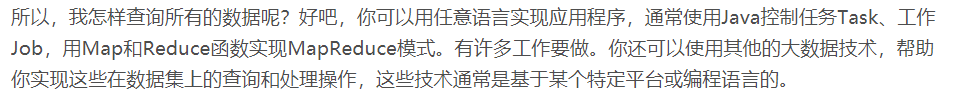 所以，我怎样查询所有的数据呢？好吧，你可以用任意语言实现应用程序，通常使用Java控制任务Task、工作
Job，用Map和Reduce函数实现MapReduce模式。有许多工作要做。你还可以使用其他的大数据技术，帮助
你实现这些在数据集上的查询和处理操作，这些技术通常是基于某个特定平台或编程语言的。